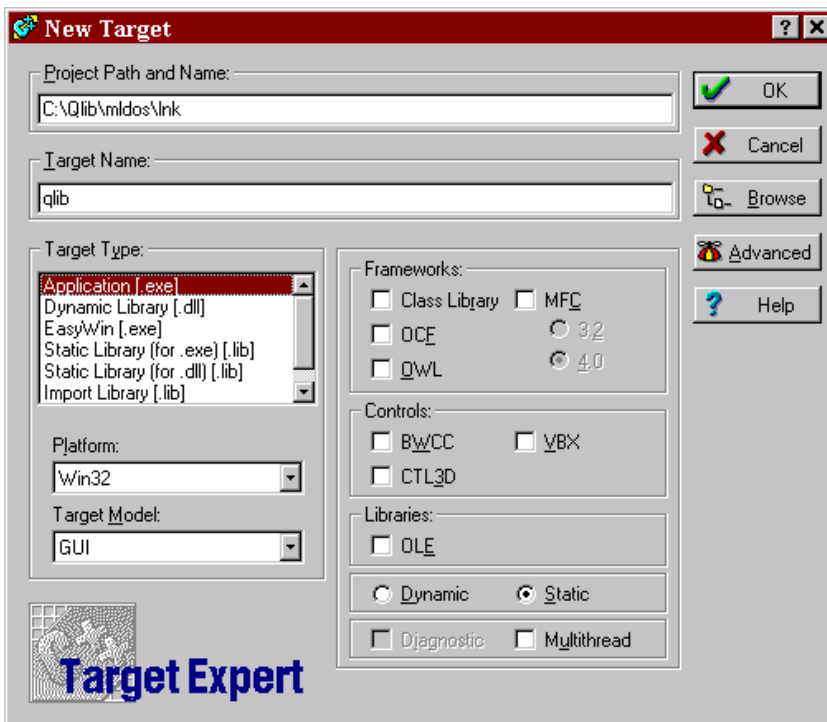 New Target
Project Path and Name:
C:\Qlib\mldos\lnk
Target Name:
qlib
Target Type:
Application [.exe]
Dynamic Library [.dll]
EasyWin [.exe]
Static Library (for .exe) [.lib]
Static Library (for .dll) [.lib]
Import Library [.lib]
Platform:
Win32
Target Model:
GUI
Target Expert
Frameworks:
Class Library
MFC
OCF
3.2
OWL
4.0
Controls:
BWCC
VBX
CTL3D
Libraries:
OLE
Dynamic
Static
Diagnostic
Multithread
OK
Cancel
Browse
Advanced
Help